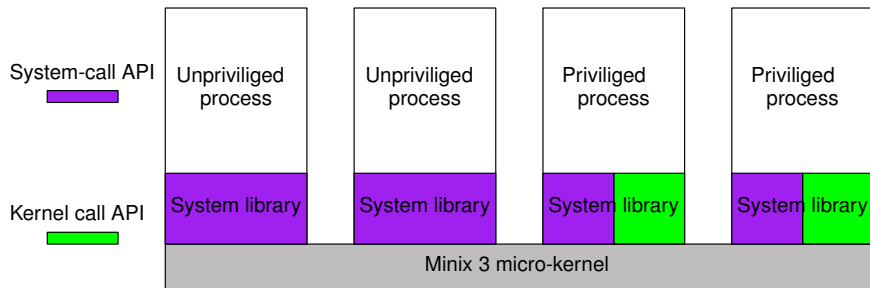 System-call API
Unpriviliged
process
Unpriviliged
process
Priviliged
process
Priviliged
process
Kernel call API
System library
System library
System library
System library
Minix 3 micro-kernel